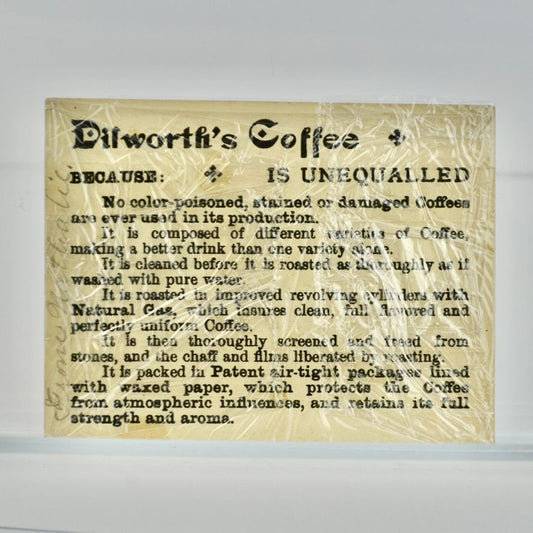 Dilworth's Coffee
BECAUSE: IS UNEQUALLED
No color-poisoned, stained or damaged Coffees
are ever used in its production.
It is composed of different varieties of Coffee,
making a better drink than one variety alone.
It is cleaned before it is roasted as thoroughly as if
washed with pure water.
It is roasted in improved revolving cylinders with
Natural Gas, which insures clean, full flavored and
perfectly uniform Coffee.
It is then thoroughly screened and freed from
stones, and the chaff and films liberated by roasting.
It is packed in Patent air-tight packages lined
with waxed paper, which protects the Coffee
from atmospheric influences, and retains its full
strength and aroma.